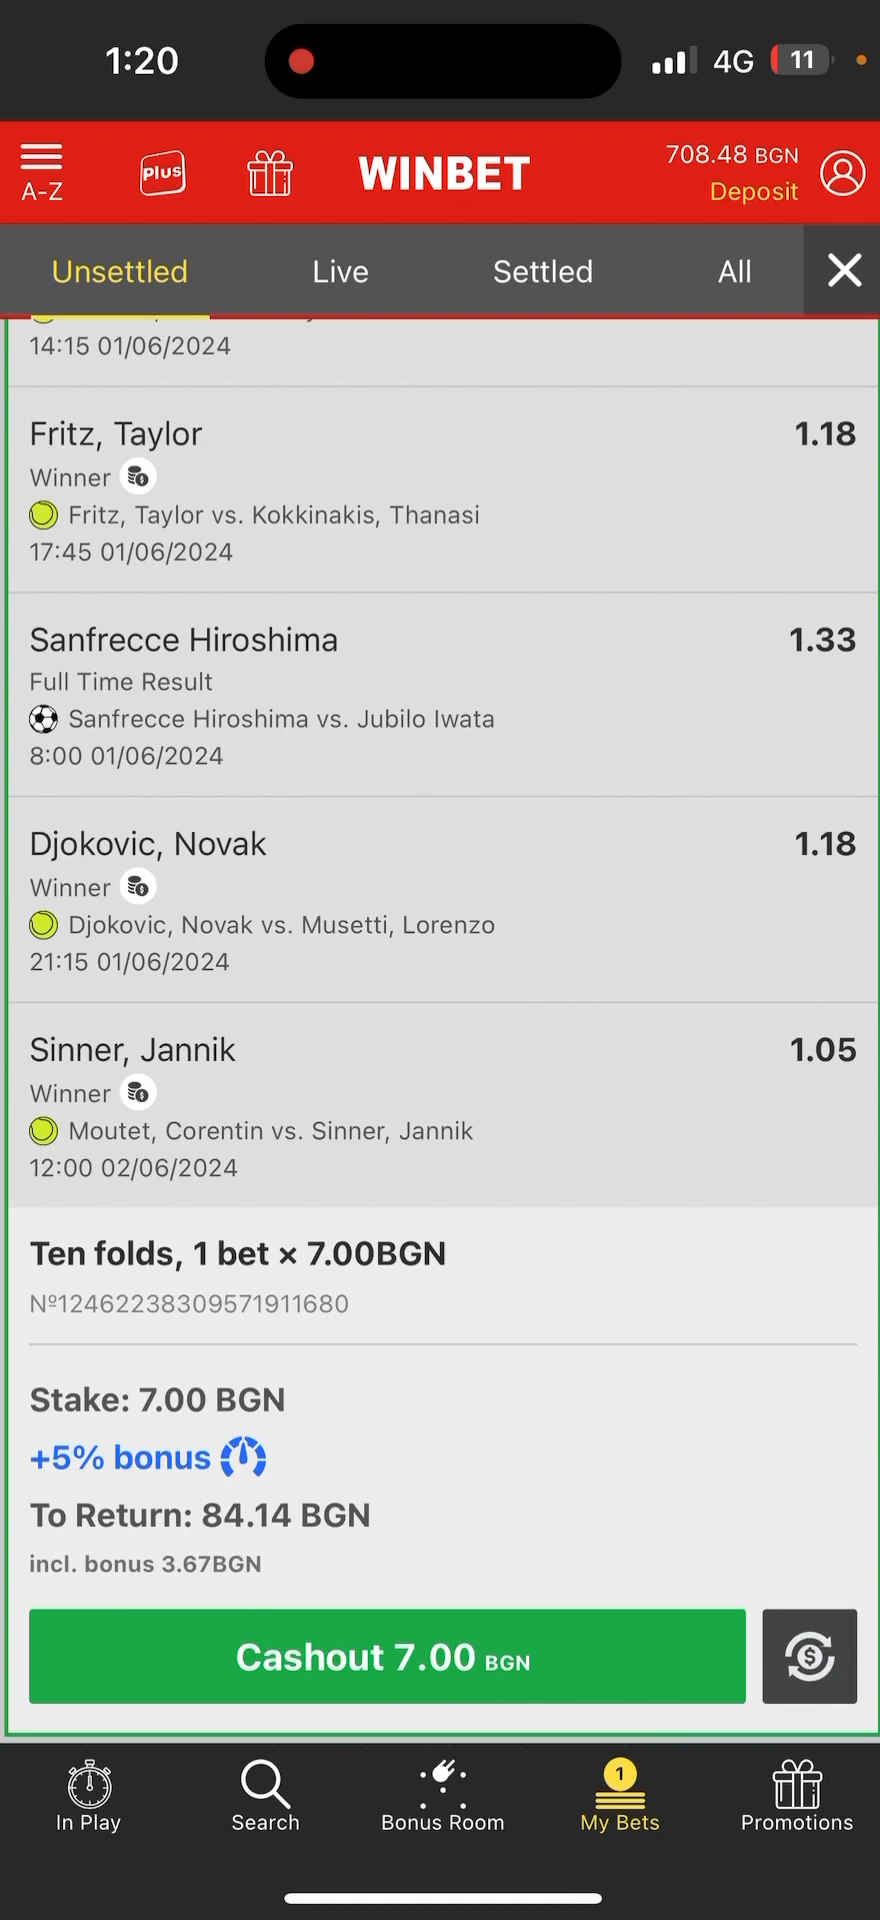 1:20
4G
11
A-Z
Plus
WINBET
708.48 BGN
Deposit
Unsettled
Live
Settled
All
14:15 01/06/2024
Fritz, Taylor
1.18
Winner
Fritz, Taylor vs. Kokkinakis, Thanasi
17:45 01/06/2024
Sanfrecce Hiroshima
1.33
Full Time Result
Sanfrecce Hiroshima vs. Jubilo Iwata
8:00 01/06/2024
Djokovic, Novak
1.18
Winner
Djokovic, Novak vs. Musetti, Lorenzo
21:15 01/06/2024
Sinner, Jannik
1.05
Winner
Moutet, Corentin vs. Sinner, Jannik
12:00 02/06/2024
Ten folds, 1 bet × 7.00BGN
№12462238309571911680
Stake: 7.00 BGN
+5% bonus
To Return: 84.14 BGN
incl. bonus 3.67BGN
Cashout 7.00 BGN
1
In Play
Search
Bonus Room
My Bets
Promotions